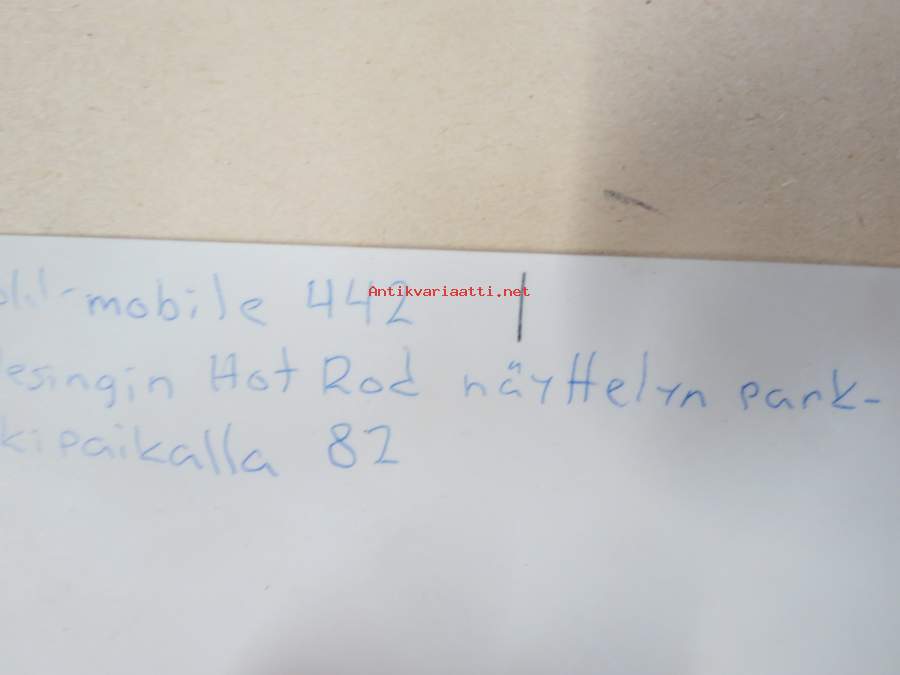 -mobile 442
Antikvariaatti.net
esingin Hot Rod näyttelyn park-
kipaikalla 82